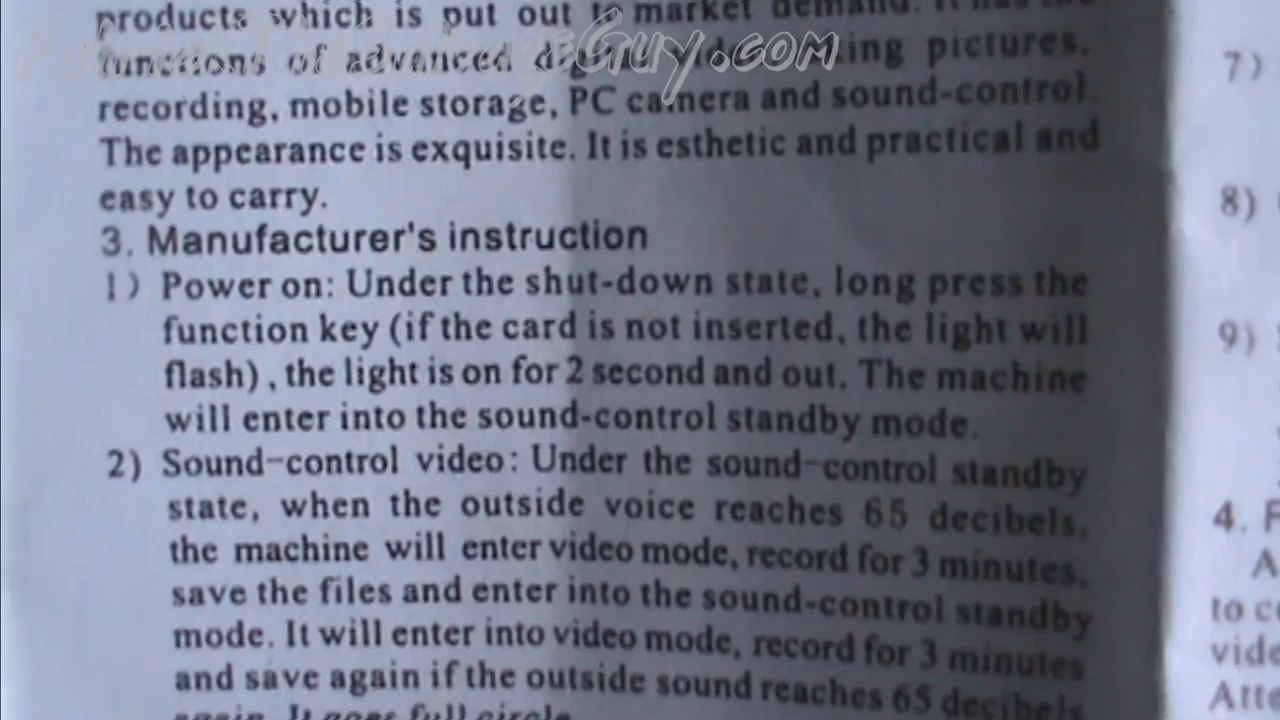 products which is put out to market demand. It has the
functions of advanced digital video, king pictures,
GeGuy.com
recording, mobile storage, PC camera and sound-control.
The appearance is exquisite. It is esthetic and practical and
easy to carry.
3. Manufacturer's instruction
1) Power on: Under the shut-down state, long press the
function key (if the card is not inserted, the light will
flash), the light is on for 2 second and out. The machine
will enter into the sound-control standby mode.
2) Sound-control video: Under the sound-control standby
state, when the outside voice reaches 65 decibels,
the machine will enter video mode, record for 3 minutes,
save the files and enter into the sound-control standby
mode. It will enter into video mode, record for 3 minutes
and save again if the outside sound reaches 65 decibels
again. It goes full circle.
7)
8)
9)
4. F
A
to c
vide
Atte